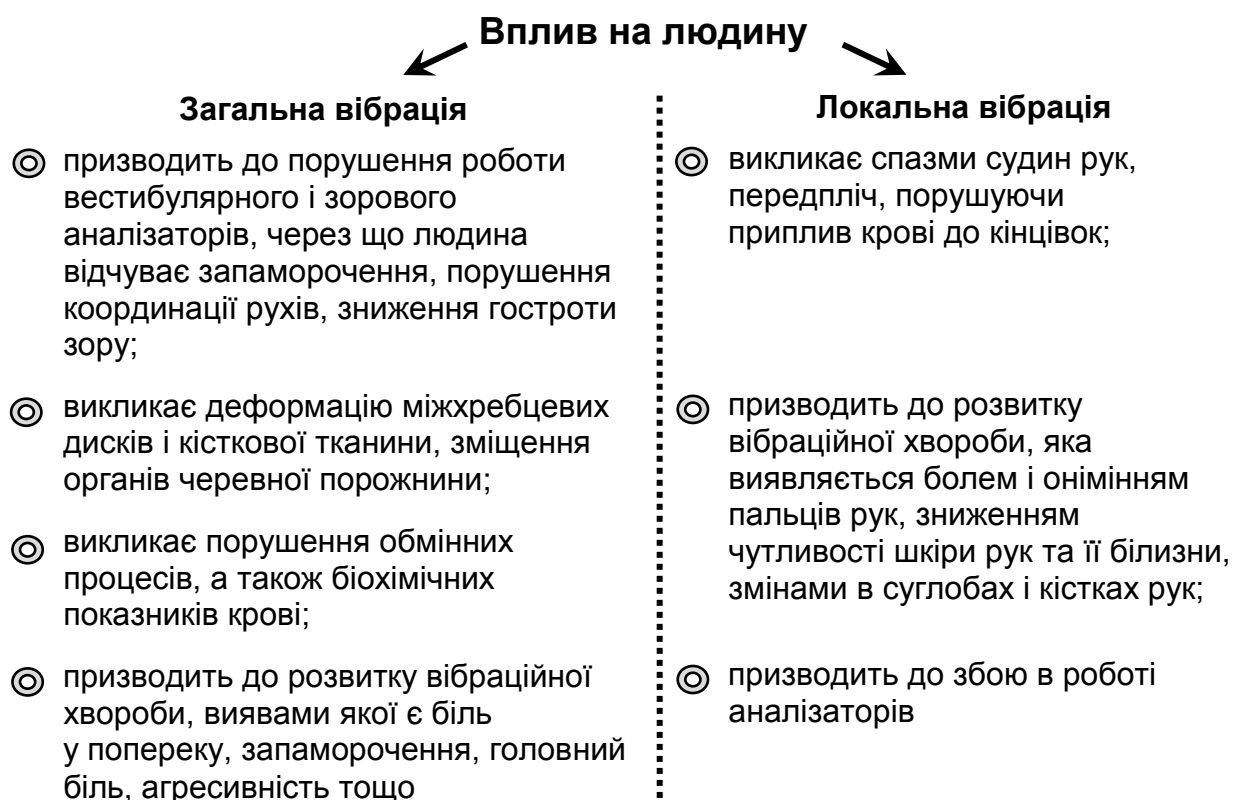 Вплив на людину
Загальна вібрація
призводить до порушення роботи
вестибулярного і зорового
аналізаторів, через що людина
відчуває запаморочення, порушення
координації рухів, зниження гостроти
зору;
викликає деформацію міжхребцевих
дисків і кісткової тканини, зміщення
органів черевної порожнини;
викликає порушення обмінних
процесів, а також біохімічних
показників крові;
призводить до розвитку вібраційної
хвороби, виявами якої є біль
у попереку, запаморочення, головний
біль, агресивність тощо
Локальна вібрація
викликає спазми судин рук,
передпліч, порушуючи
приплив крові до кінцівок;
призводить до розвитку
вібраційної хвороби, яка
виявляється болем і онімінням
пальців рук, зниженням
чутливості шкіри рук та її білизни,
змінами в суглобах і кістках рук;
призводить до збою в роботі
аналізаторів